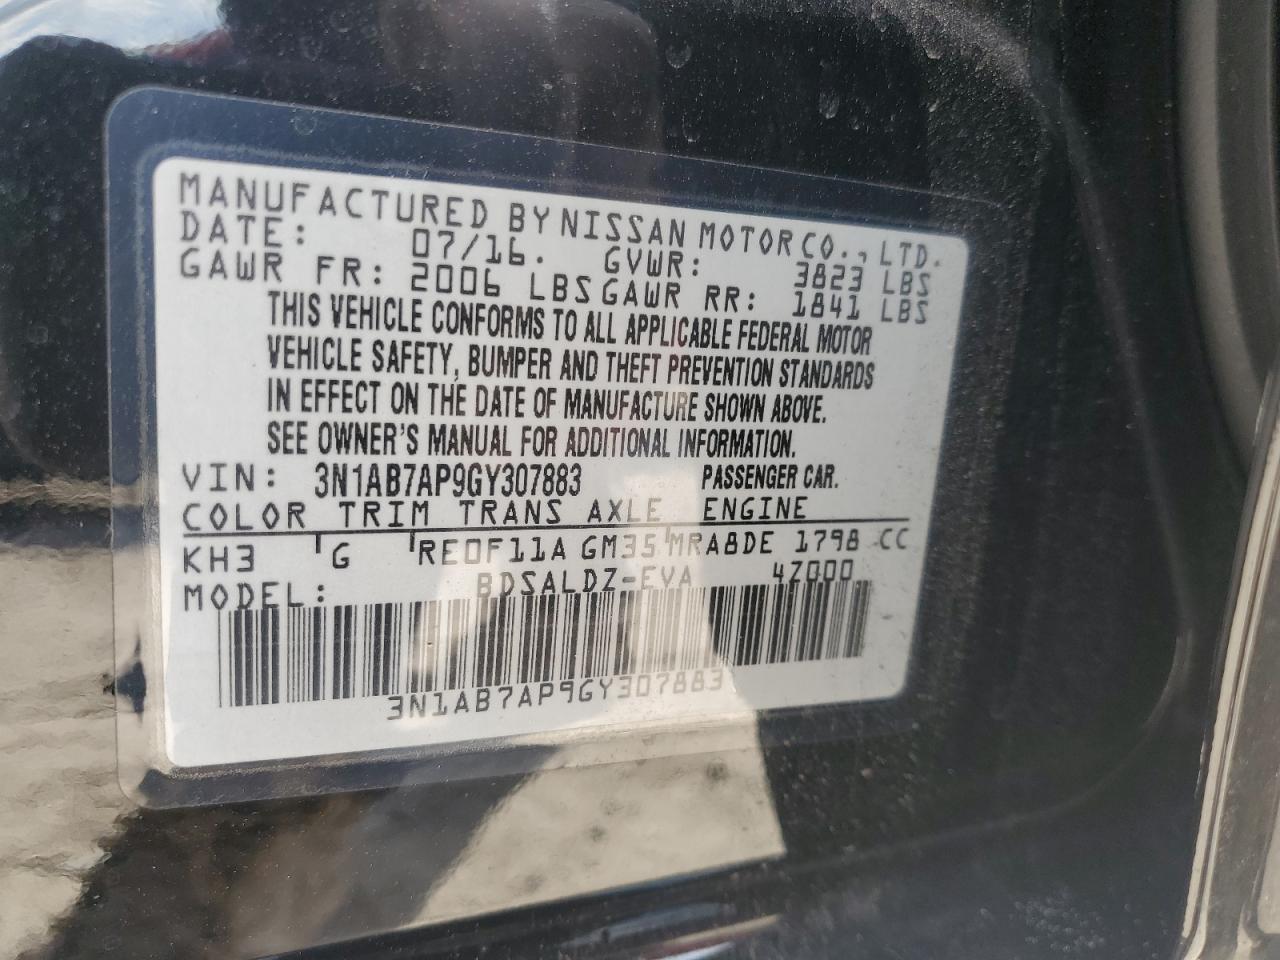 MANUFACTURED BY NISSAN MOTOR CO., LTD.
DATE: 07/16. GVWR: 3823 LBS
GAWR FR: 2006 LBS GAWR RR: 1841 LBS
THIS VEHICLE CONFORMS TO ALL APPLICABLE FEDERAL MOTOR
VEHICLE SAFETY, BUMPER AND THEFT PREVENTION STANDARDS
IN EFFECT ON THE DATE OF MANUFACTURE SHOWN ABOVE.
SEE OWNER'S MANUAL FOR ADDITIONAL INFORMATION.
VIN: 3N1AB7AP9GY307883 PASSENGER CAR.
COLOR TRIM TRANS AXLE ENGINE
KH3 G RE0F11A GM35 MRA8DE 1798 CC
MODEL: BDSALDZ-EVA 4Z000
3N1AB7AP9GY307883